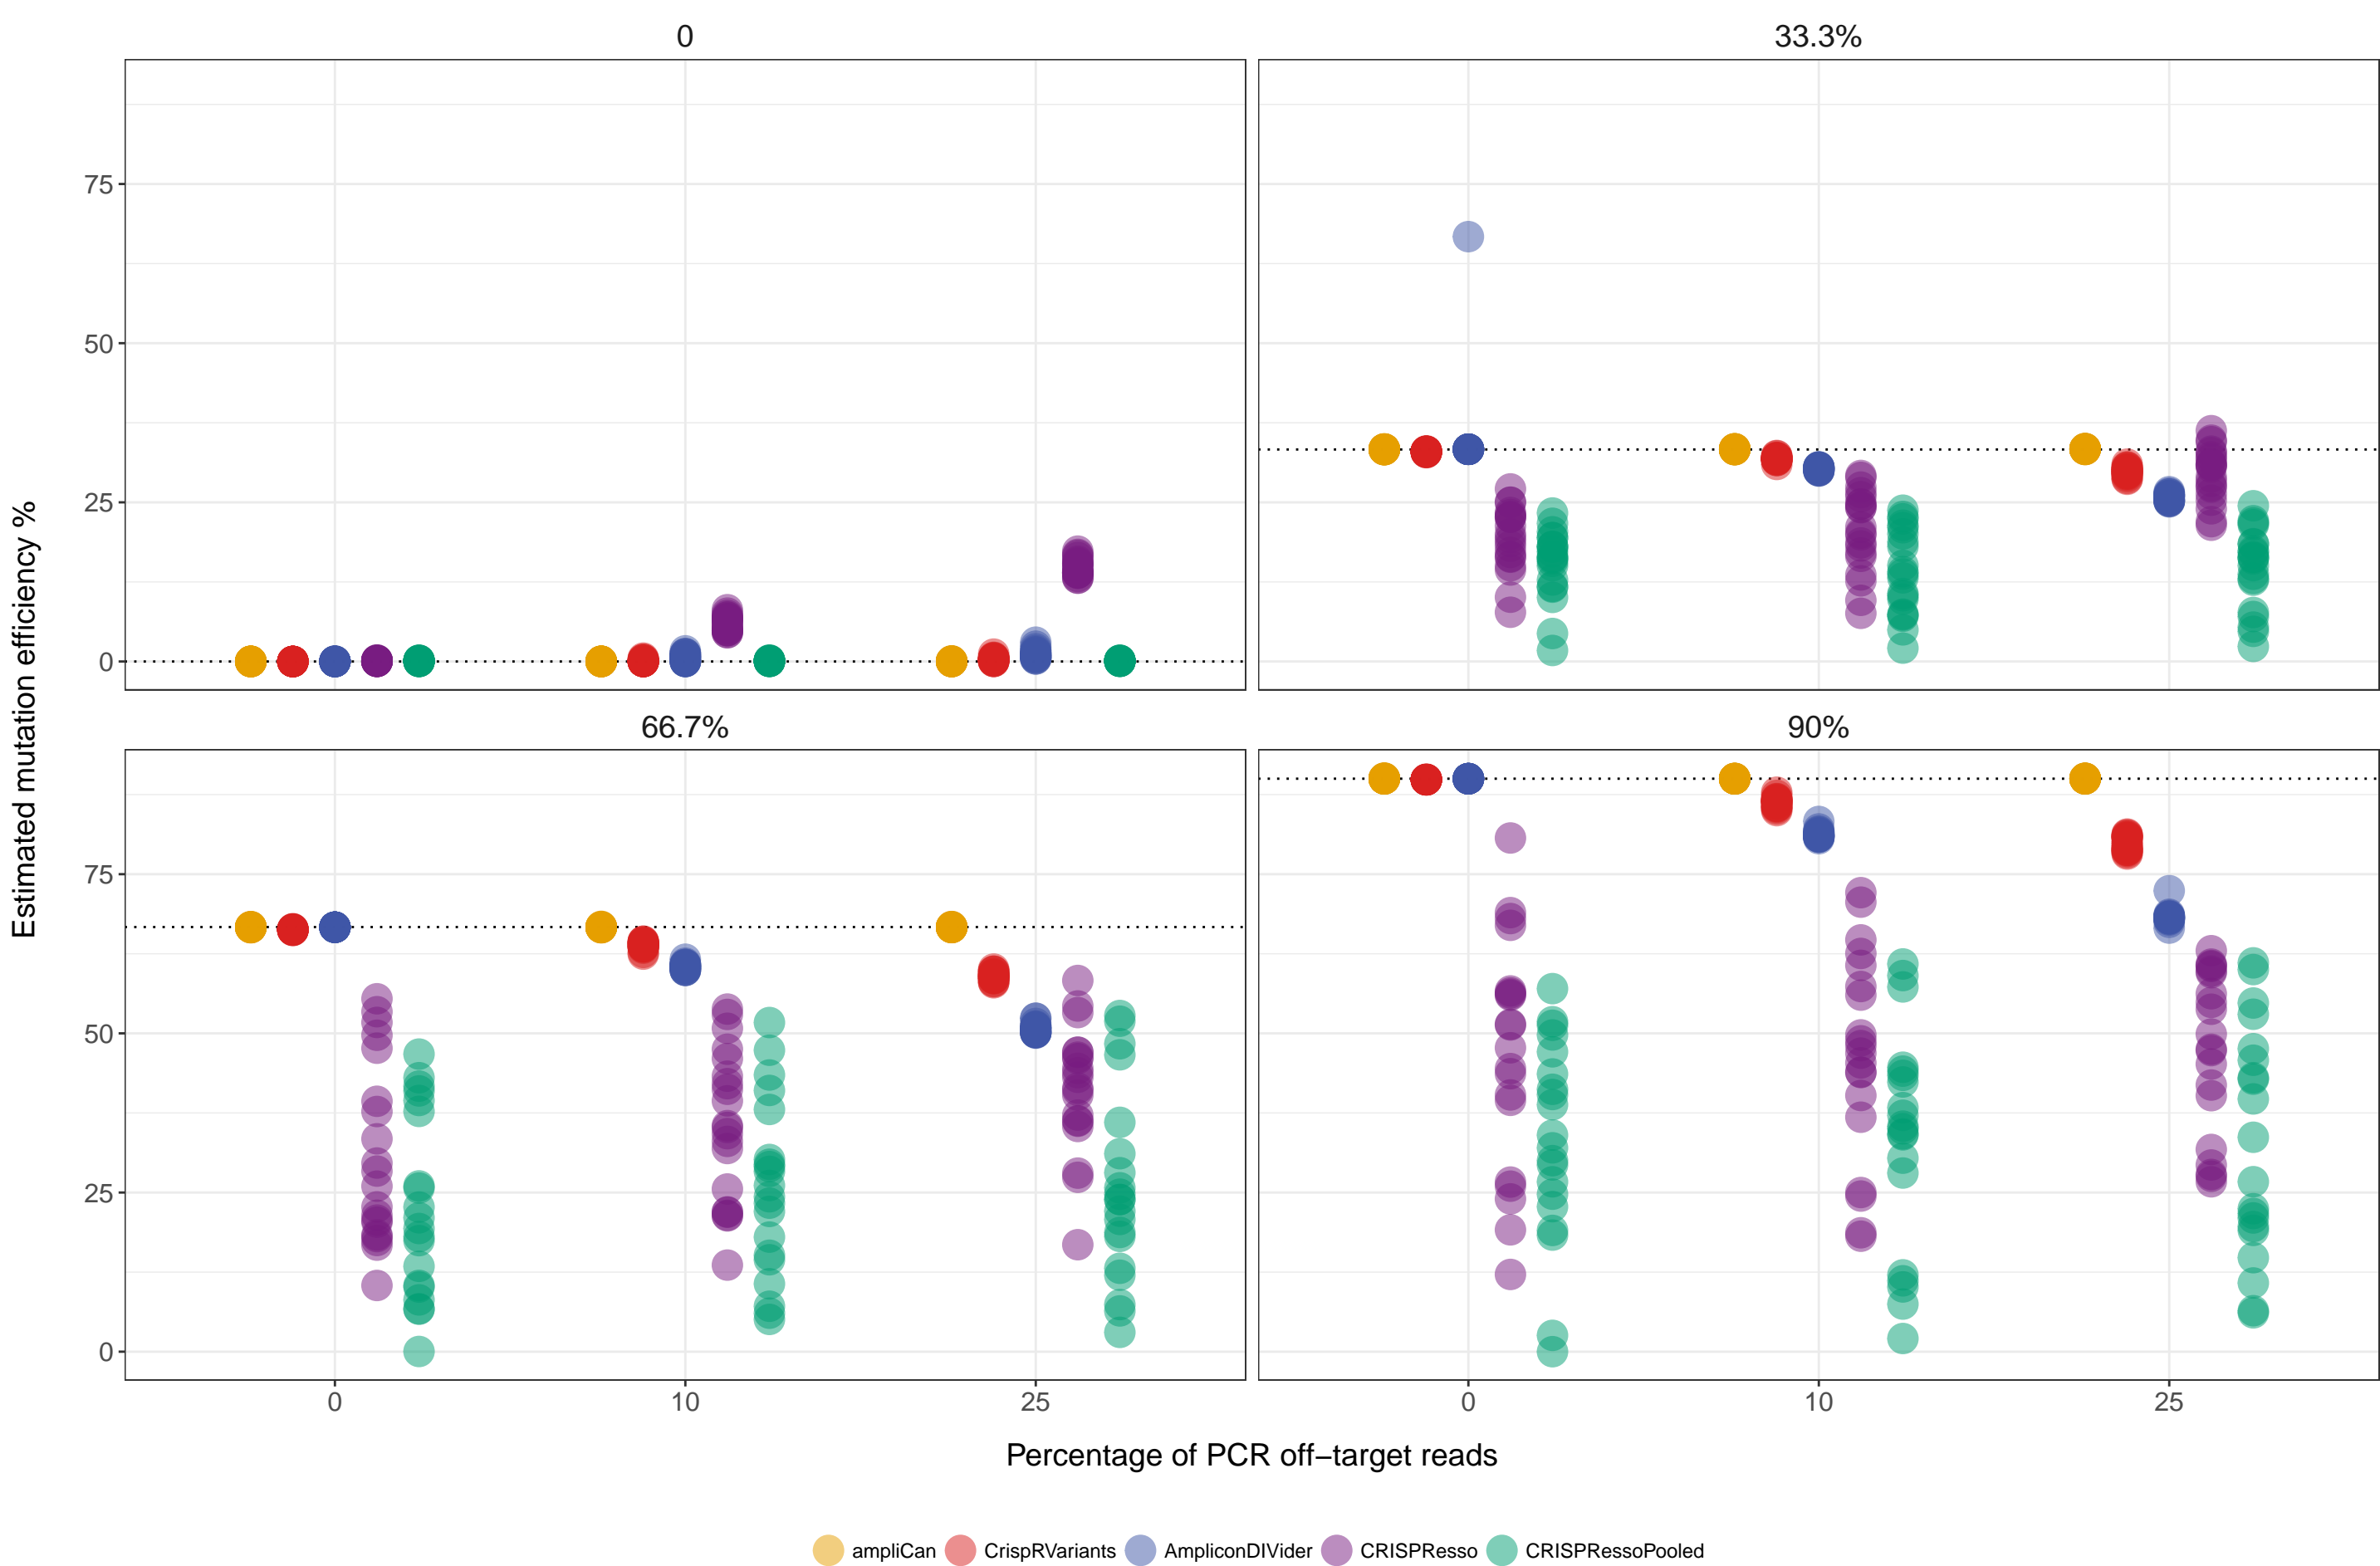 0
33.3%
75
50
25
0
66.7%
90%
75
50
25
0
0
10
25
0
10
25
Estimated mutation efficiency %
Percentage of PCR off−target reads
ampliCan
CrispRVariants
AmpliconDIVider
CRISPResso
CRISPRessoPooled